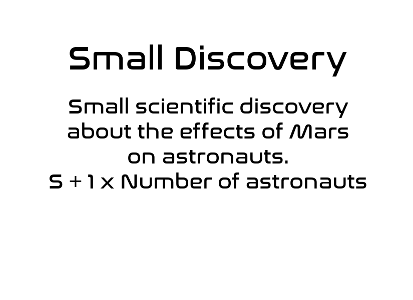 Small Discovery
Small scientific discovery
about the effects of Mars
on astronauts.
S + 1 x Number of astronauts